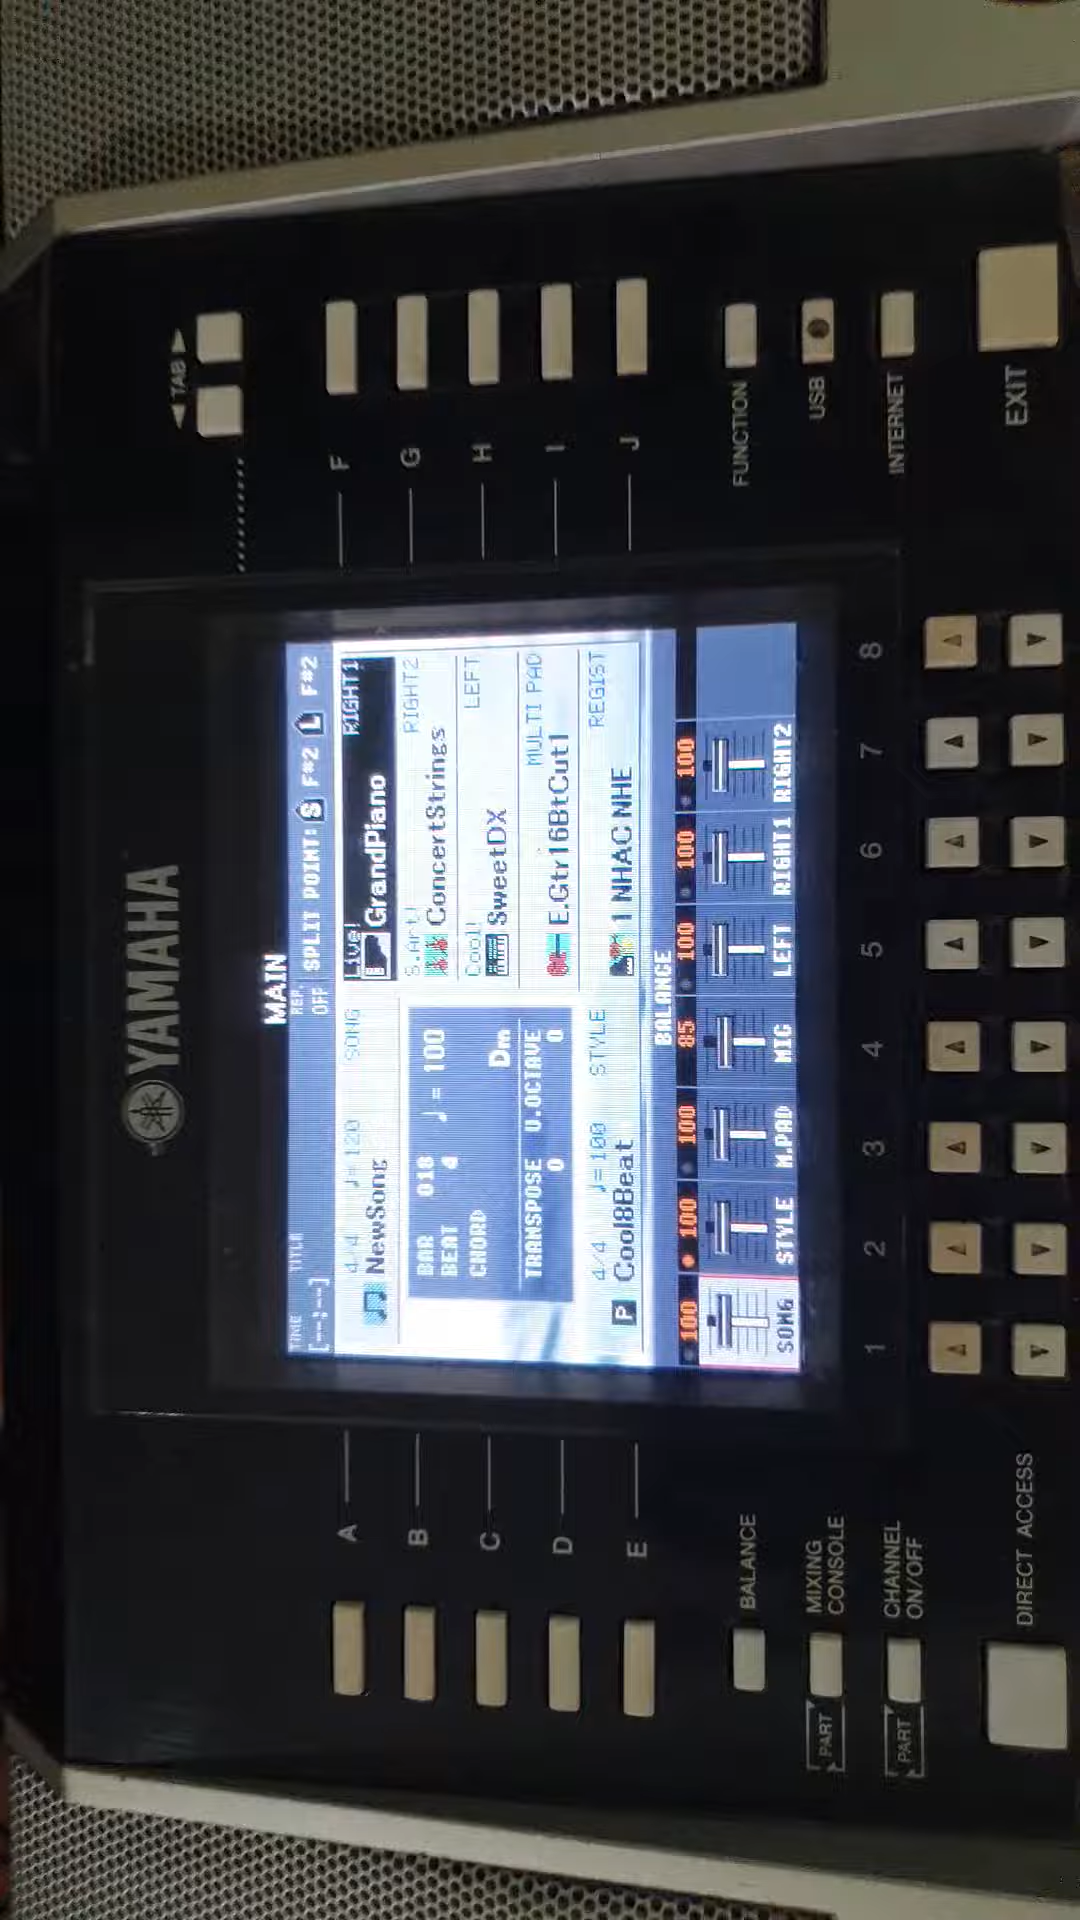 YAMAHA
◀ TAB ▶
MAIN
TIME
TITLE
REP.
[--:--]
OFF SPLIT POINT: S F#2 L F#2
4/4 ♩=120 SONG
NewSong
BAR 018 ♩= 100
BEAT 4
CHORD Dm
TRANSPOSE U.OCTAVE
0 0
4/4 ♩=100 STYLE
P Cool8Beat
Live! RIGHT1
GrandPiano
S.Art! RIGHT2
ConcertStrings
Cool! LEFT
SweetDX
MULTI PAD
E.Gtr16BtCut1
REGIST
1 NHAC NHE
BALANCE
100 100 100 85 100 100 100
SONG STYLE M.PAD MIC LEFT RIGHT1 RIGHT2
A
B
C
D
E
F
G
H
I
J
BALANCE
MIXING
CONSOLE
PART
CHANNEL
ON/OFF
PART
DIRECT ACCESS
FUNCTION
USB
INTERNET
EXIT
1 2 3 4 5 6 7 8